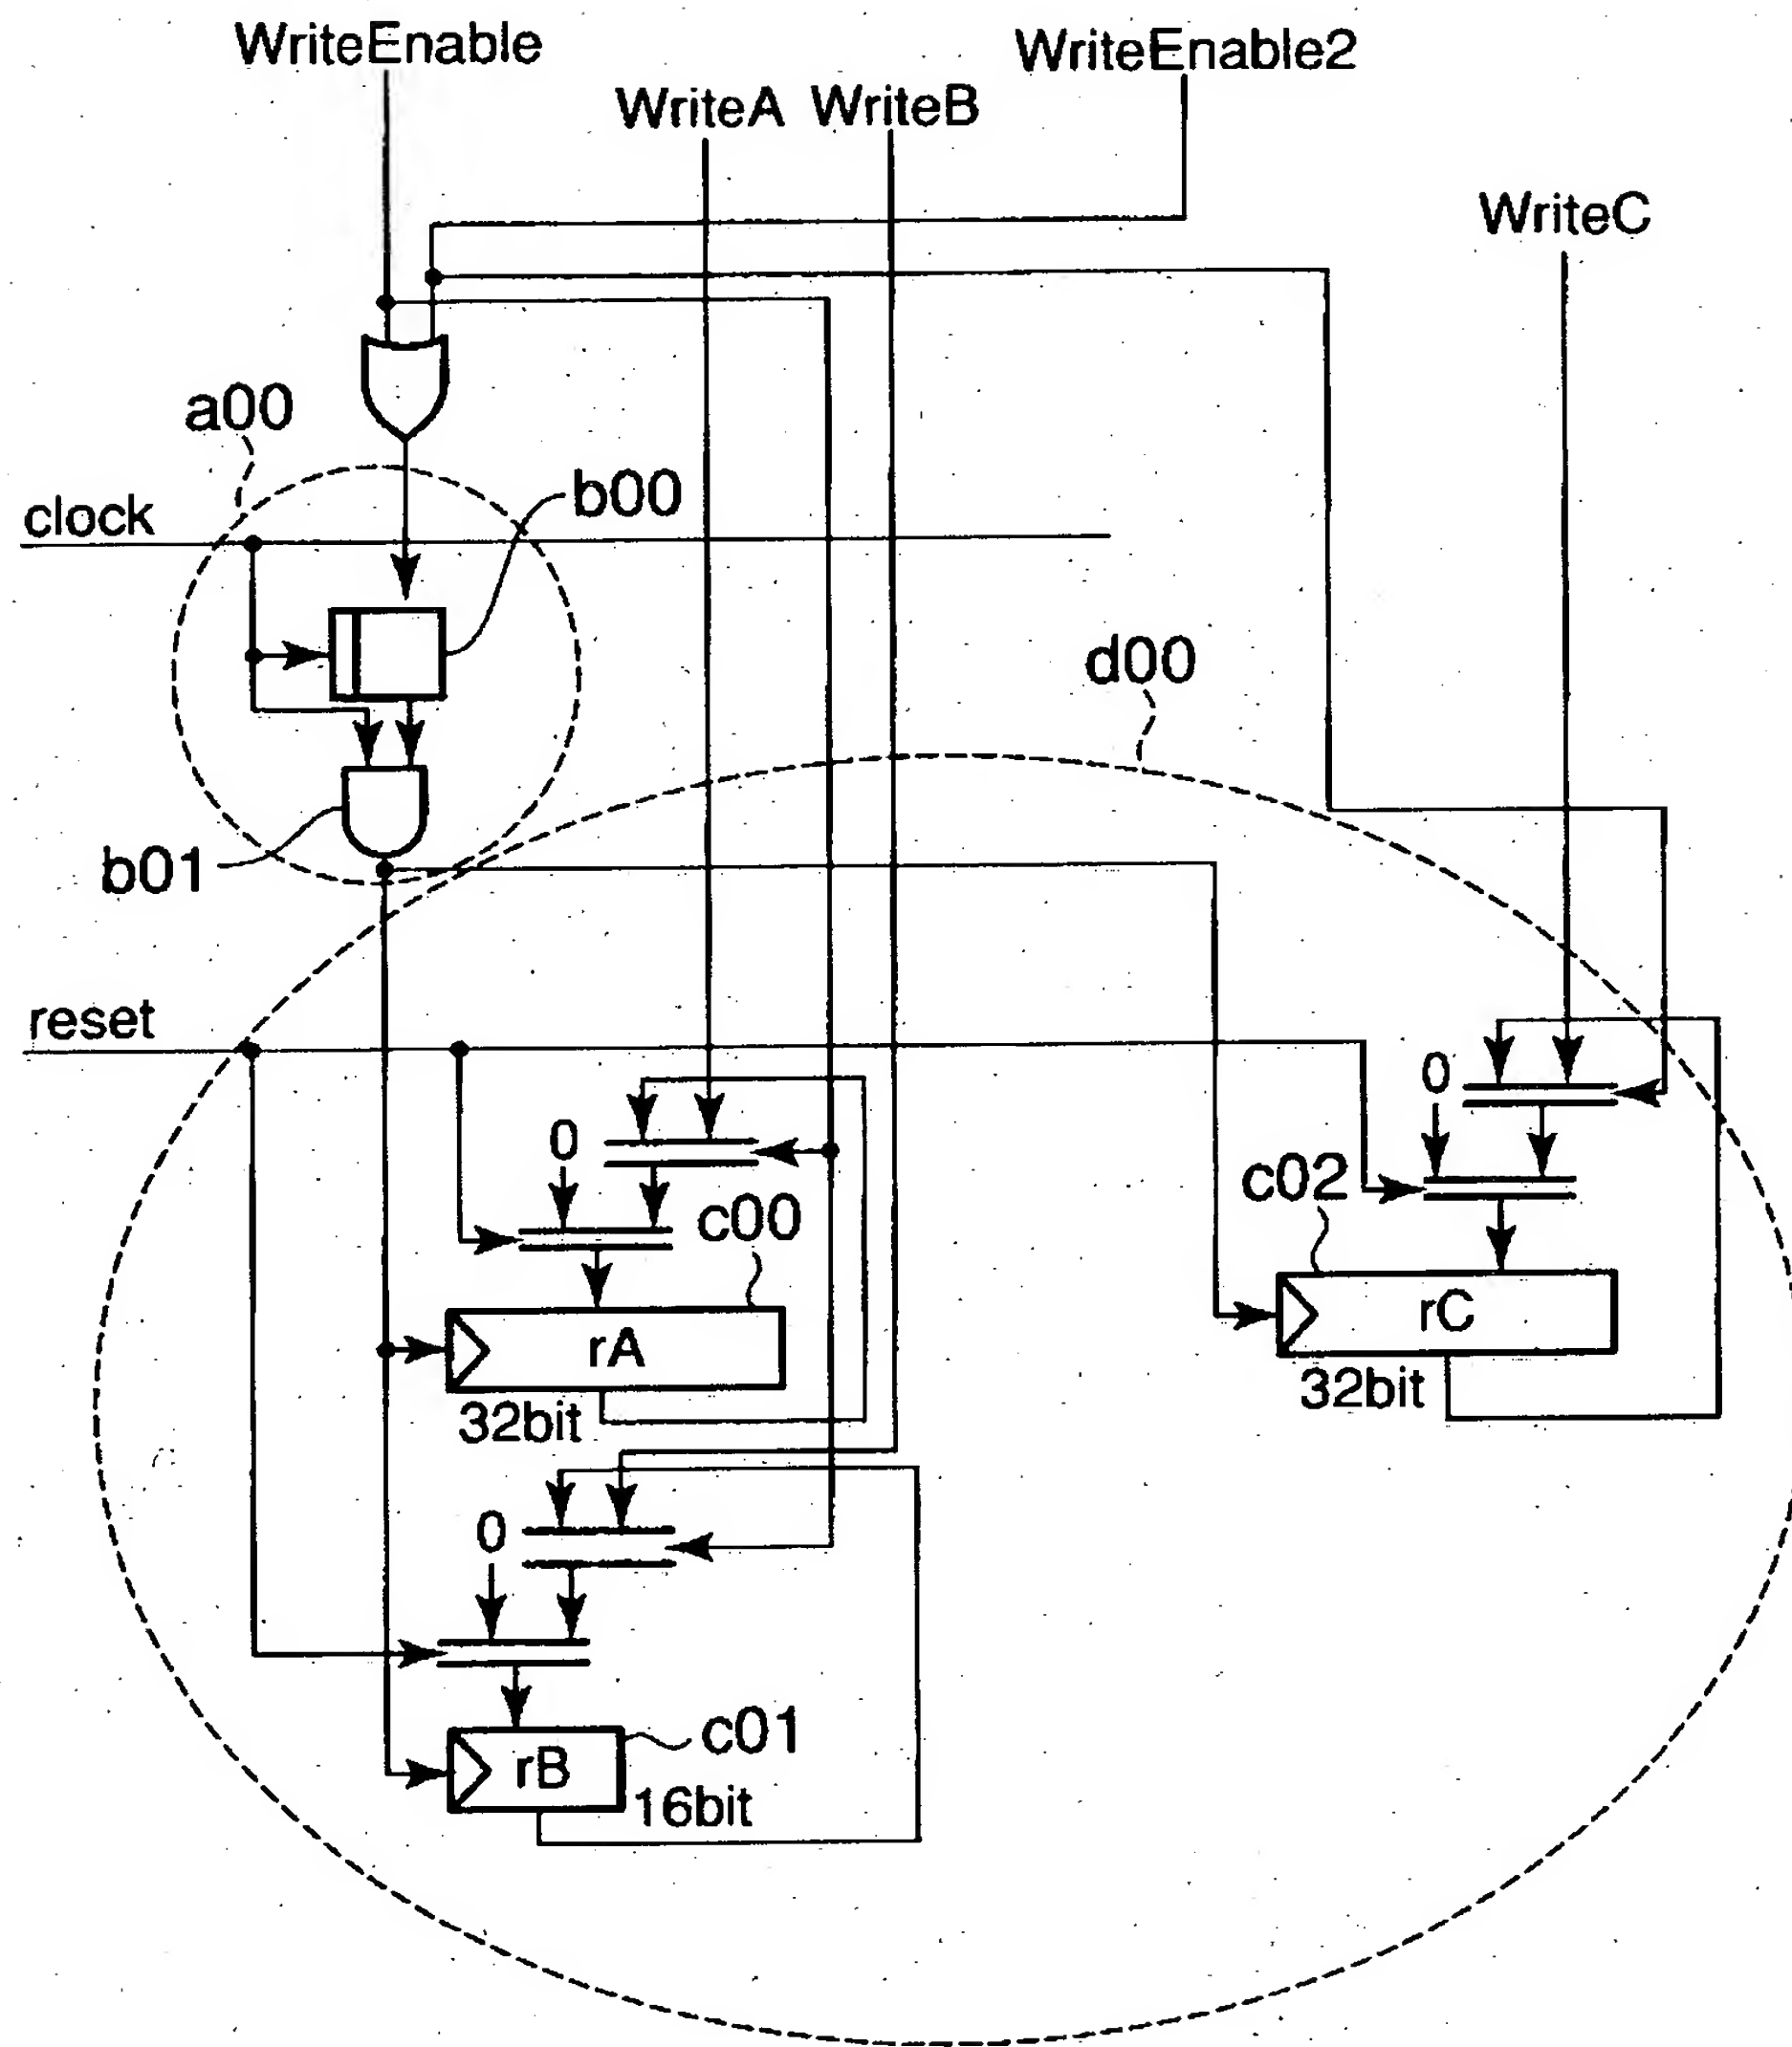 WriteEnable
WriteEnable2
WriteA
WriteB
WriteC
a00
b00
clock
d00
b01
reset
0
0
c00
c02
rA
rC
32bit
32bit
0
c01
rB
16bit